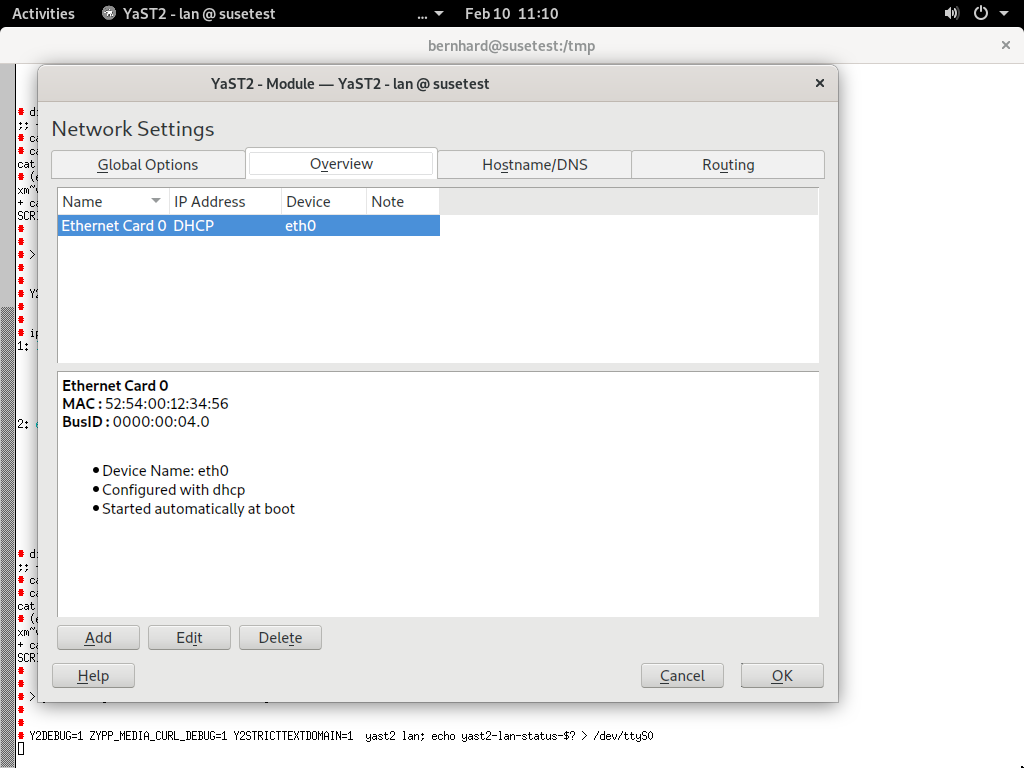 Activities YaST2 - lan @ susetest ... Feb 10 11:10
bernhard@susetest:/tmp ×
YaST2 - Module — YaST2 - lan @ susetest ×
Network Settings
Global Options Overview Hostname/DNS Routing
Name IP Address Device Note
Ethernet Card 0 DHCP eth0
Ethernet Card 0
MAC : 52:54:00:12:34:56
BusID : 0000:00:04.0
• Device Name: eth0
• Configured with dhcp
• Started automatically at boot
Add Edit Delete
Help Cancel OK
# Y2DEBUG=1 ZYPP_MEDIA_CURL_DEBUG=1 Y2STRICTTEXTDOMAIN=1 yast2 lan; echo yast2-lan-status-$? > /dev/ttyS0